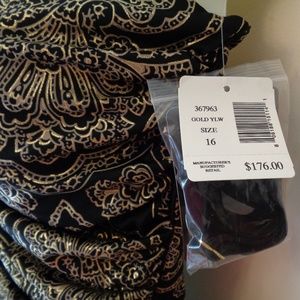 367963
GOLD YLW
SIZE
16
MANUFACTURER'S
SUGGESTED
RETAIL
$176.00